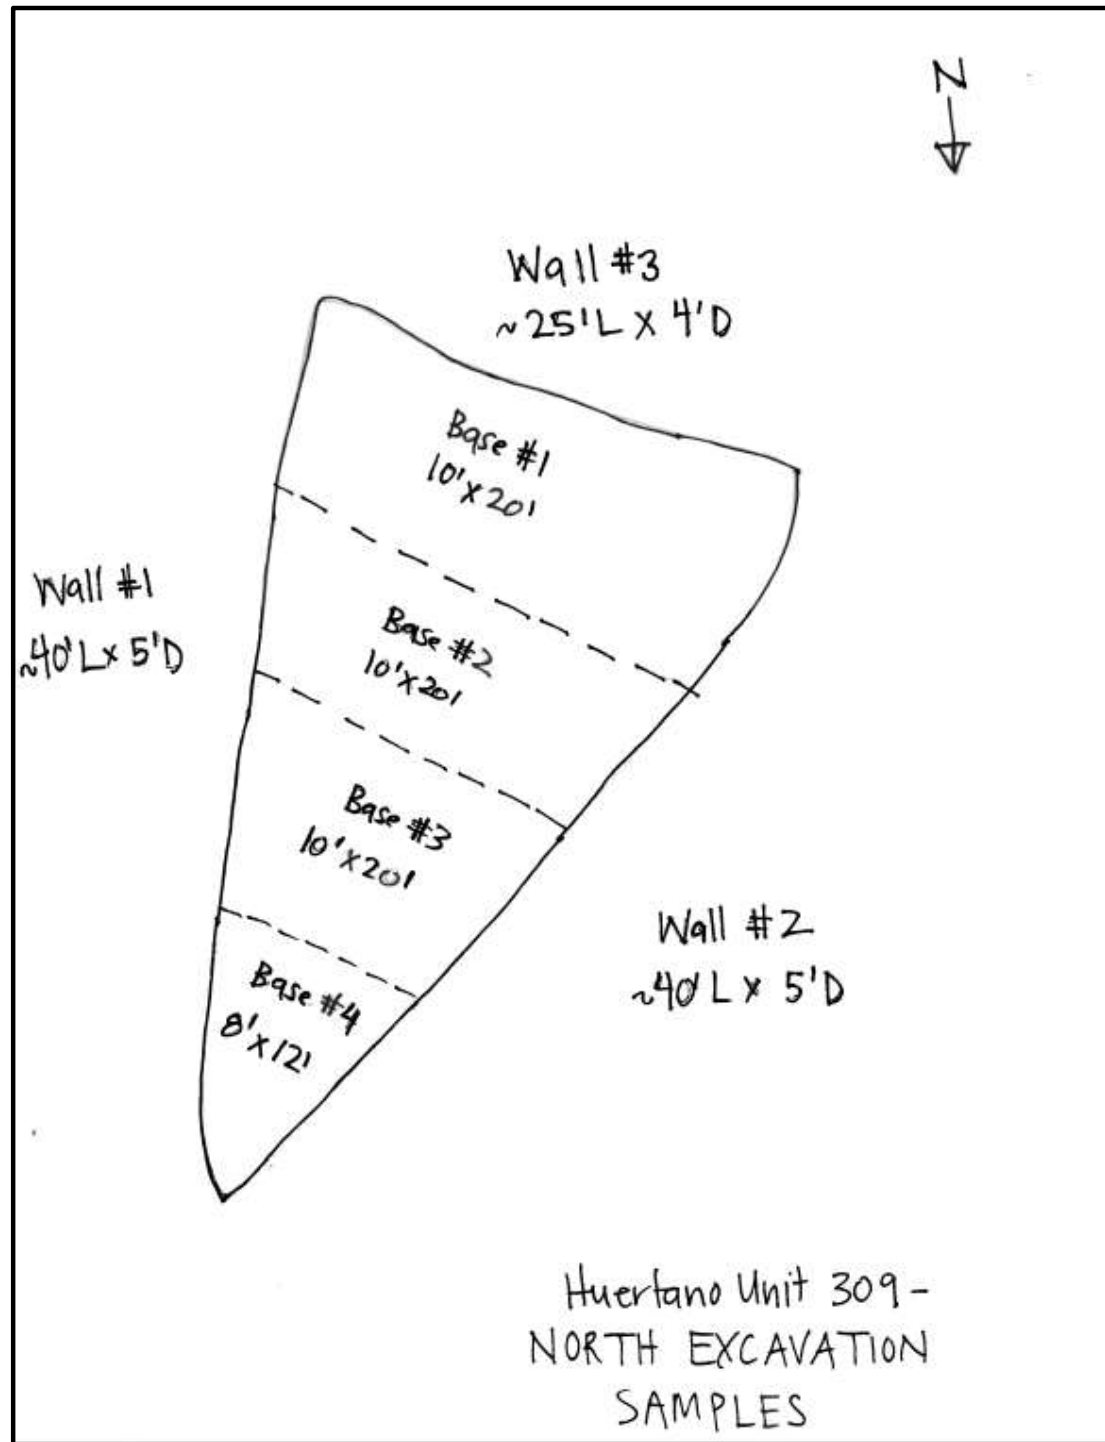 N
Wall #3
~25'L X 4'D
Base #1
10'X20'
Wall #1
~40'L X 5'D
Base #2
10'X20'
Base #3
10'X20'
Wall #2
~40'L X 5'D
Base #4
8'X12'
Huerfano Unit 309-
NORTH EXCAVATION
SAMPLES